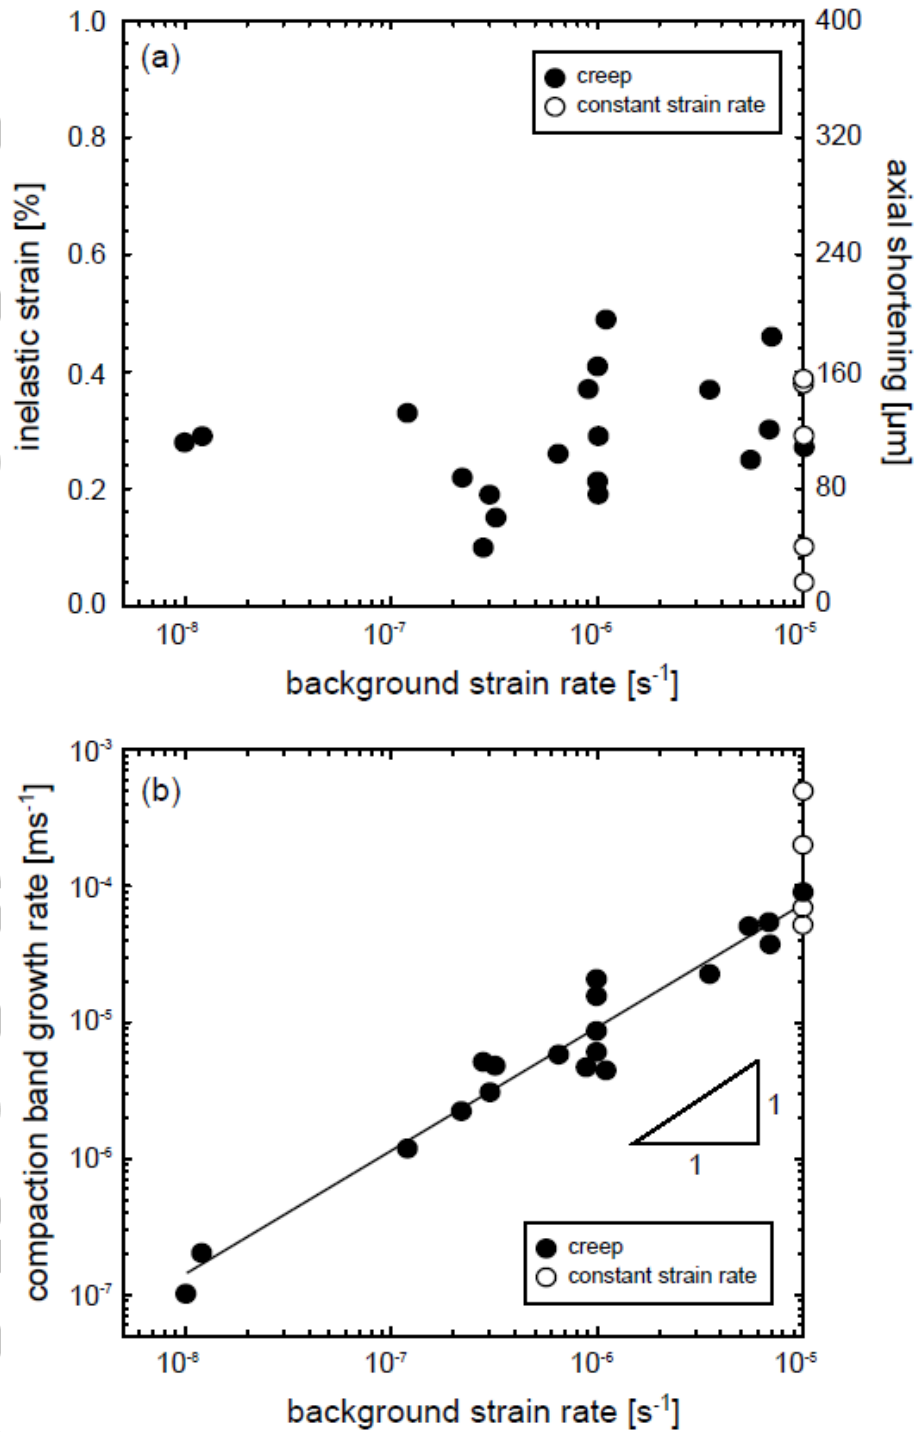 (a)
creep
constant strain rate
1.0
0.8
0.6
0.4
0.2
0.0
inelastic strain [%]
400
320
240
160
80
0
axial shortening [µm]
10⁻⁸ 10⁻⁷ 10⁻⁶ 10⁻⁵
background strain rate [s⁻¹]
(b)
10⁻³
10⁻⁴
10⁻⁵
10⁻⁶
10⁻⁷
compaction band growth rate [ms⁻¹]
1
1
creep
constant strain rate
10⁻⁸ 10⁻⁷ 10⁻⁶ 10⁻⁵
background strain rate [s⁻¹]